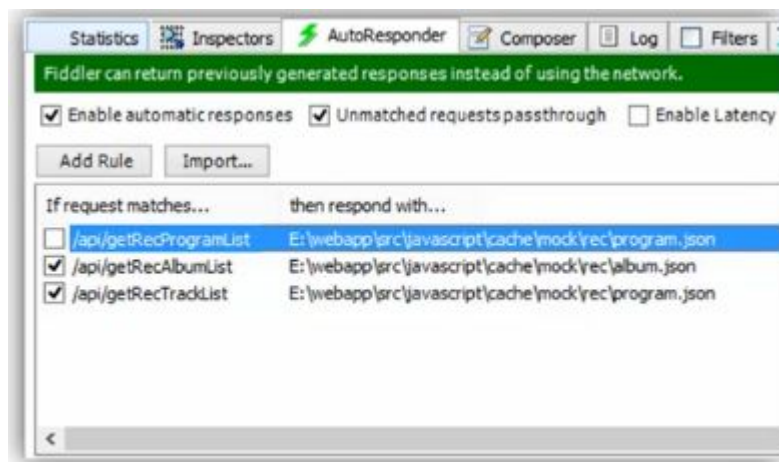 Statistics Inspectors AutoResponder Composer Log Filters
Fiddler can return previously generated responses instead of using the network.
Enable automatic responses Unmatched requests passthrough Enable Latency
Add Rule Import...
If request matches... then respond with...
/api/getRecProgramList E:\webapp\src\javascript\cache\mock\rec\program.json
/api/getRecAlbumList E:\webapp\src\javascript\cache\mock\rec\album.json
/api/getRecTrackList E:\webapp\src\javascript\cache\mock\rec\program.json